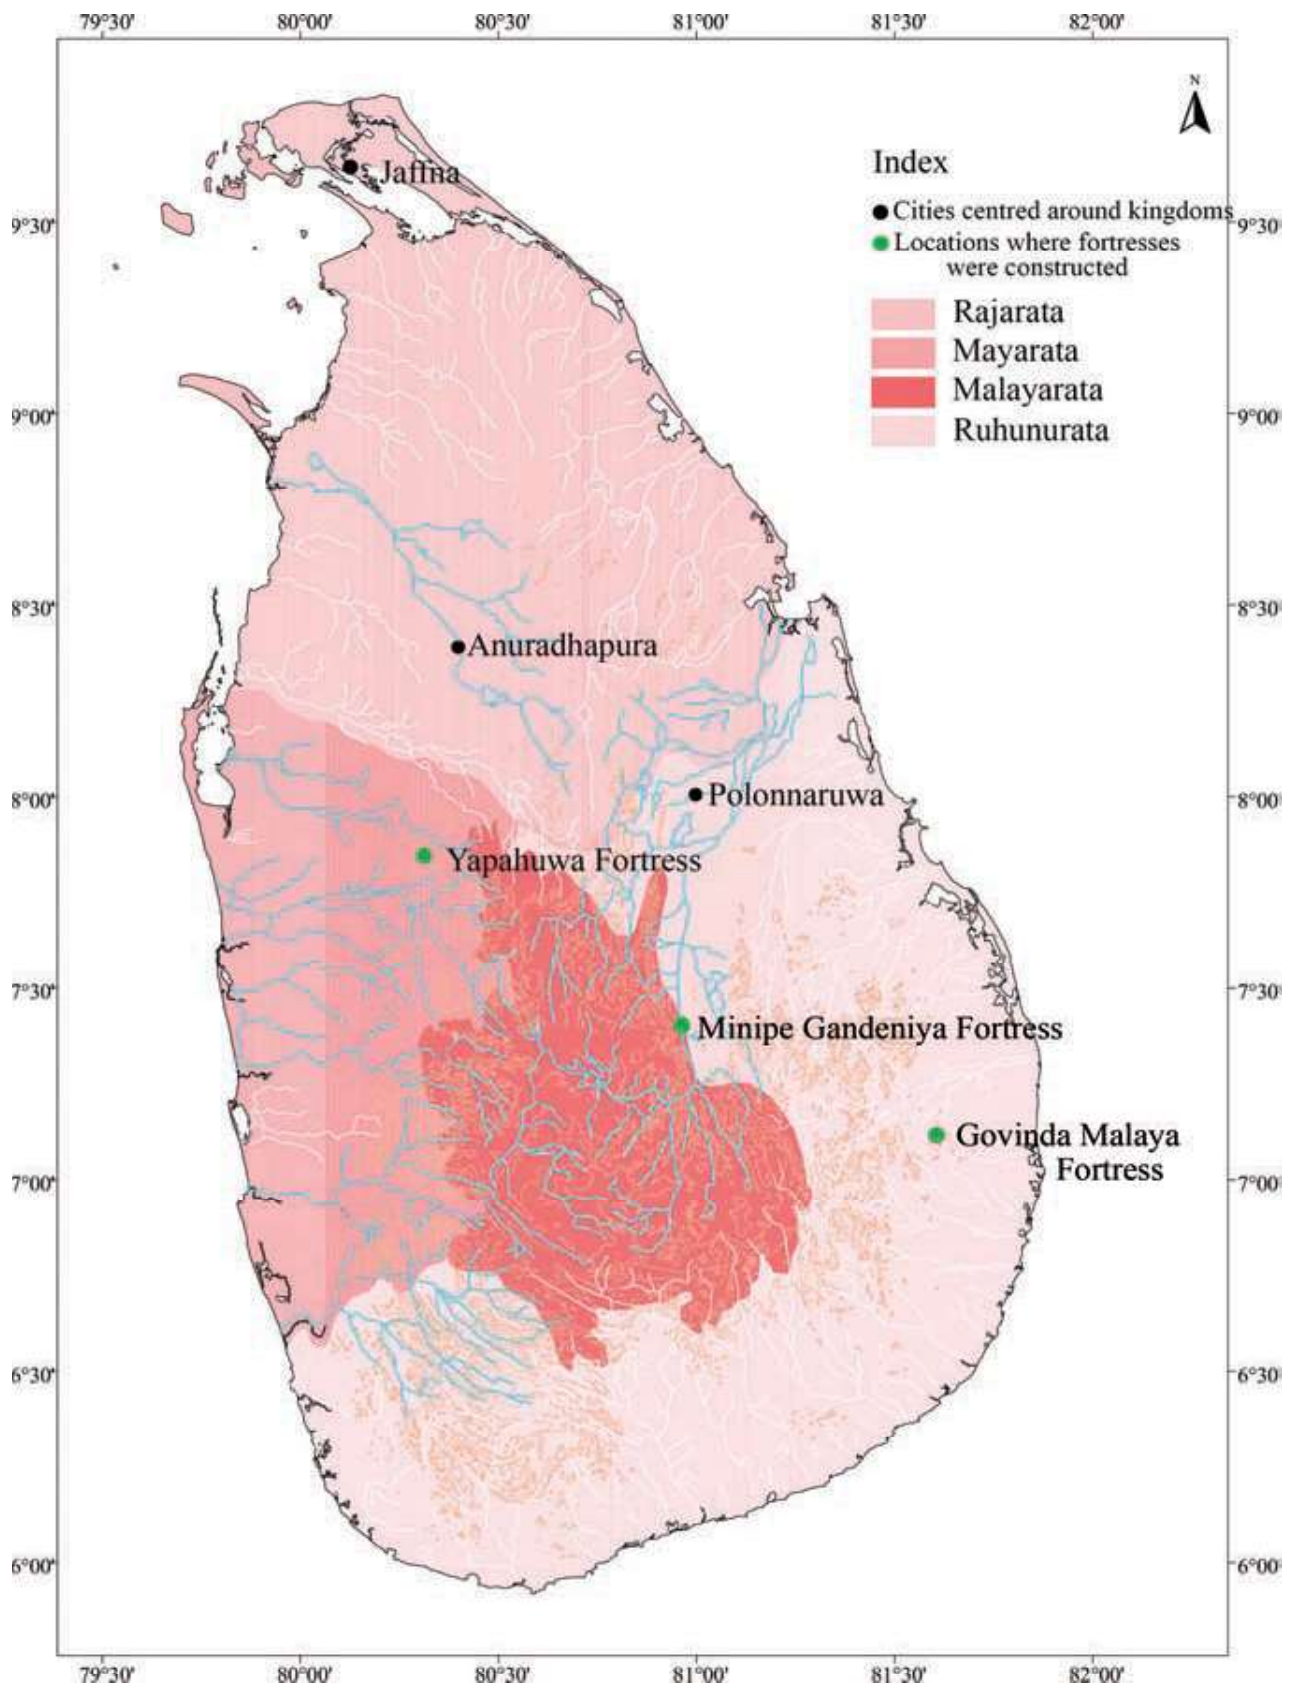 79°30' 80°00' 80°30' 81°00' 81°30' 82°00'
N
Index
Jaffna
Cities centred around kingdoms
9°30' 9°30'
Locations where fortresses
were constructed
Rajarata
Mayarata
Malayarata
9°00' 9°00'
Ruhunurata
8°30' 8°30'
Anuradhapura
Polonnaruwa
8°00' 8°00'
Yapahuwa Fortress
7°30' 7°30'
Minipe Gandeniya Fortress
Govinda Malaya
Fortress
7°00' 7°00'
6°30' 6°30'
6°00' 6°00'
79°30' 80°00' 80°30' 81°00' 81°30' 82°00'